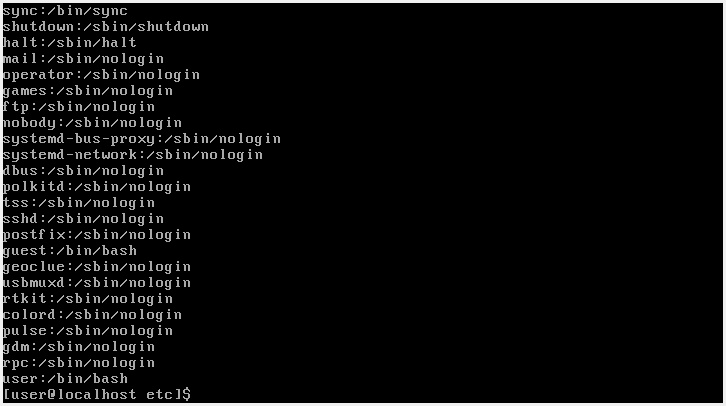 sync:/bin/sync
shutdown:/sbin/shutdown
halt:/sbin/halt
mail:/sbin/nologin
operator:/sbin/nologin
games:/sbin/nologin
ftp:/sbin/nologin
nobody:/sbin/nologin
systemd-bus-proxy:/sbin/nologin
systemd-network:/sbin/nologin
dbus:/sbin/nologin
polkitd:/sbin/nologin
tss:/sbin/nologin
sshd:/sbin/nologin
postfix:/sbin/nologin
guest:/bin/bash
geoclue:/sbin/nologin
usbmuxd:/sbin/nologin
rtkit:/sbin/nologin
colord:/sbin/nologin
pulse:/sbin/nologin
gdm:/sbin/nologin
rpc:/sbin/nologin
user:/bin/bash
[user@localhost etc]$